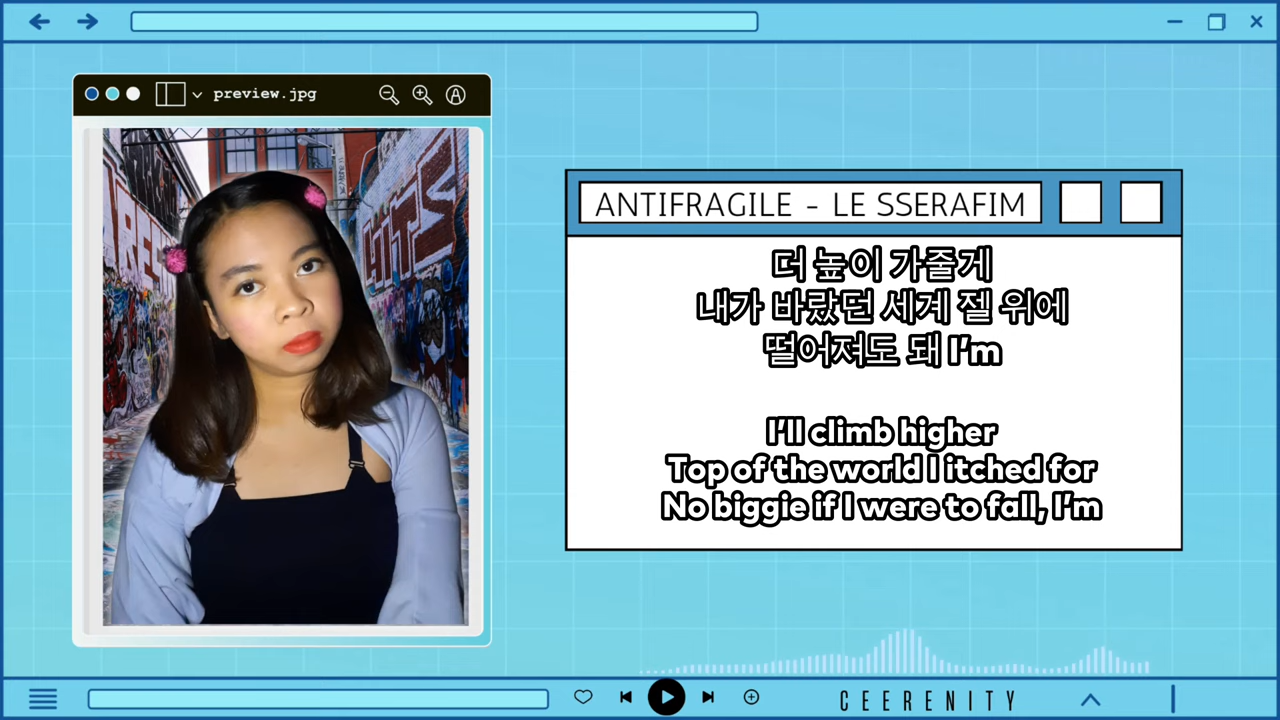 preview.jpg
HITS
ANTIFRAGILE - LE SSERAFIM
더 높이 가줄게
내가 바랐던 세계 젤 위에
떨어져도 돼 I'm
I'll climb higher
Top of the world I itched for
No biggie if I were to fall, I'm
CEERENITY